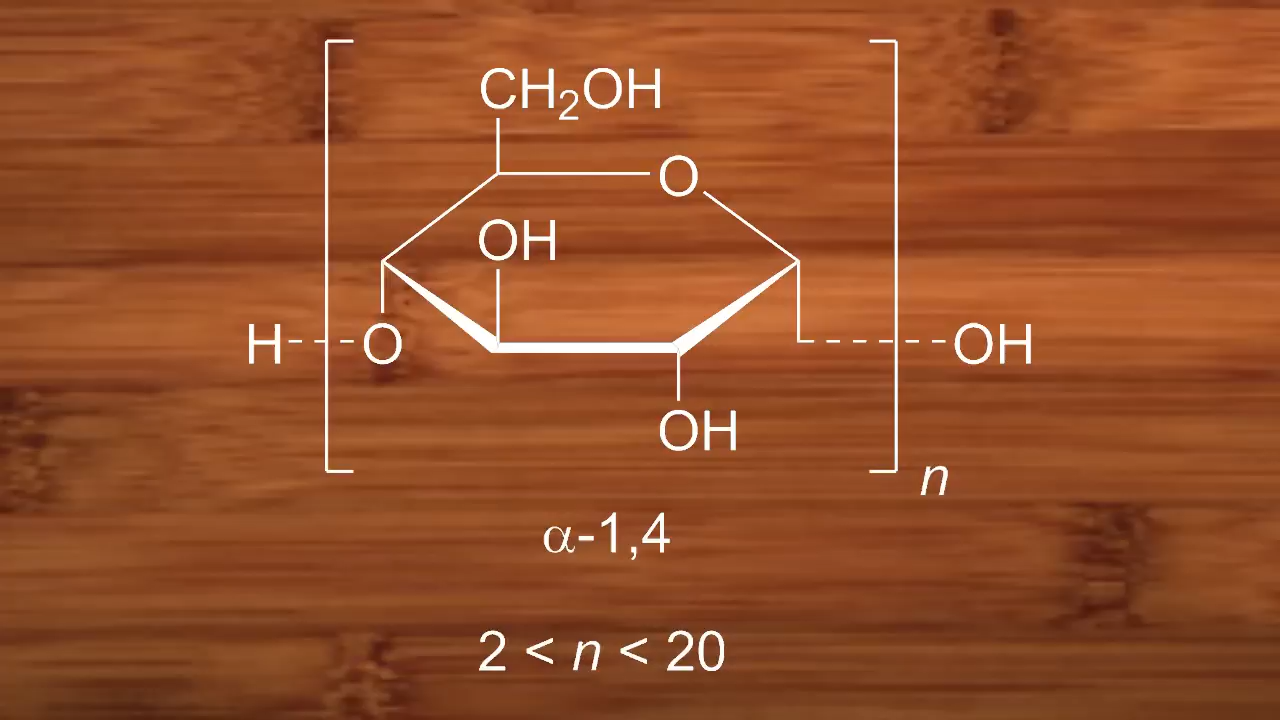 CH₂OH
O
OH
H O OH
OH
n
α-1,4
2 < n < 20